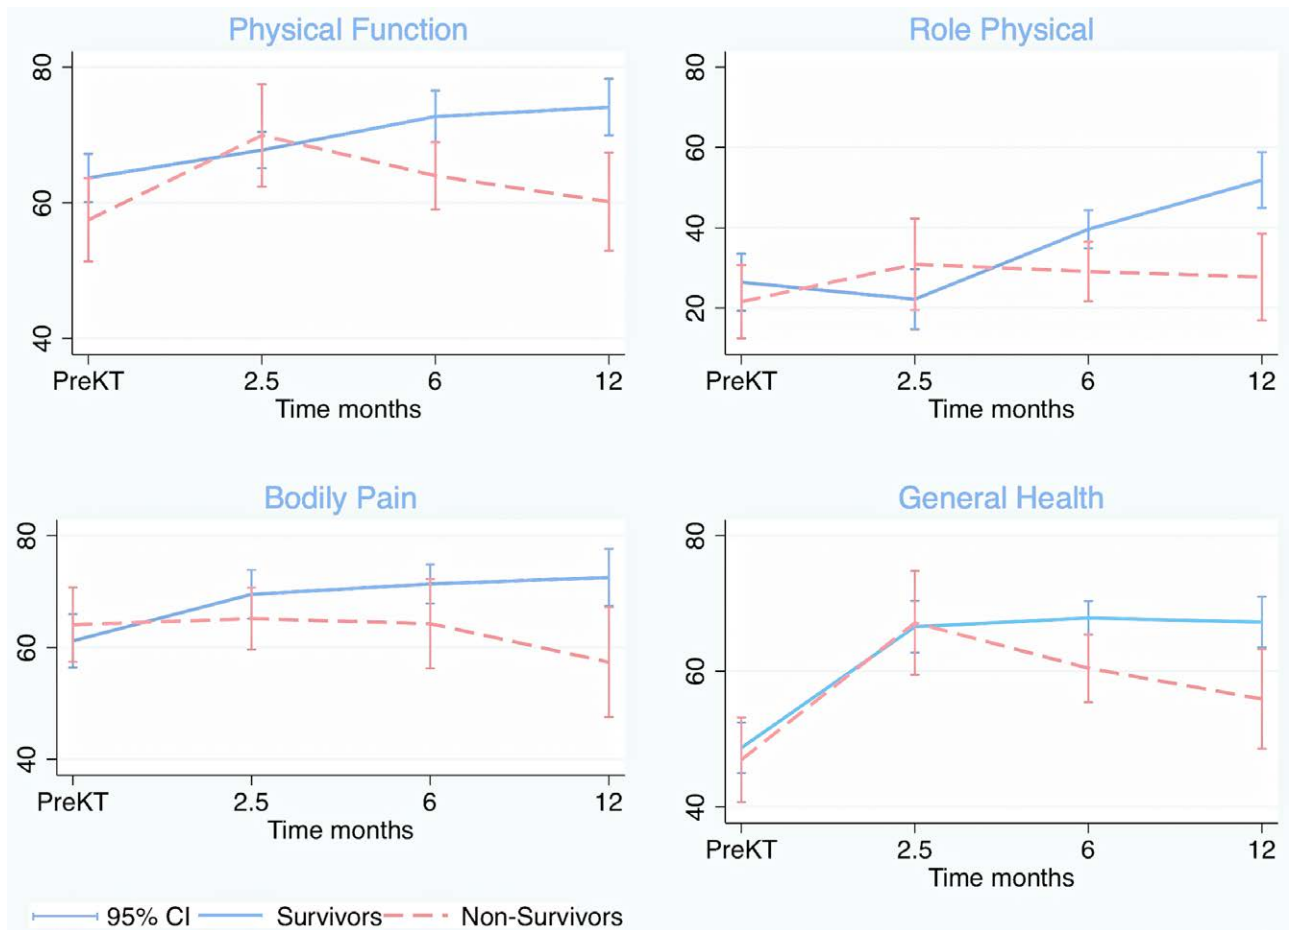 Physical Function
80
60
40
PreKT 2.5 6 12
Time months
Role Physical
80
60
40
20
PreKT 2.5 6 12
Time months
Bodily Pain
80
60
40
PreKT 2.5 6 12
Time months
General Health
80
60
40
PreKT 2.5 6 12
Time months
95% CI Survivors Non-Survivors